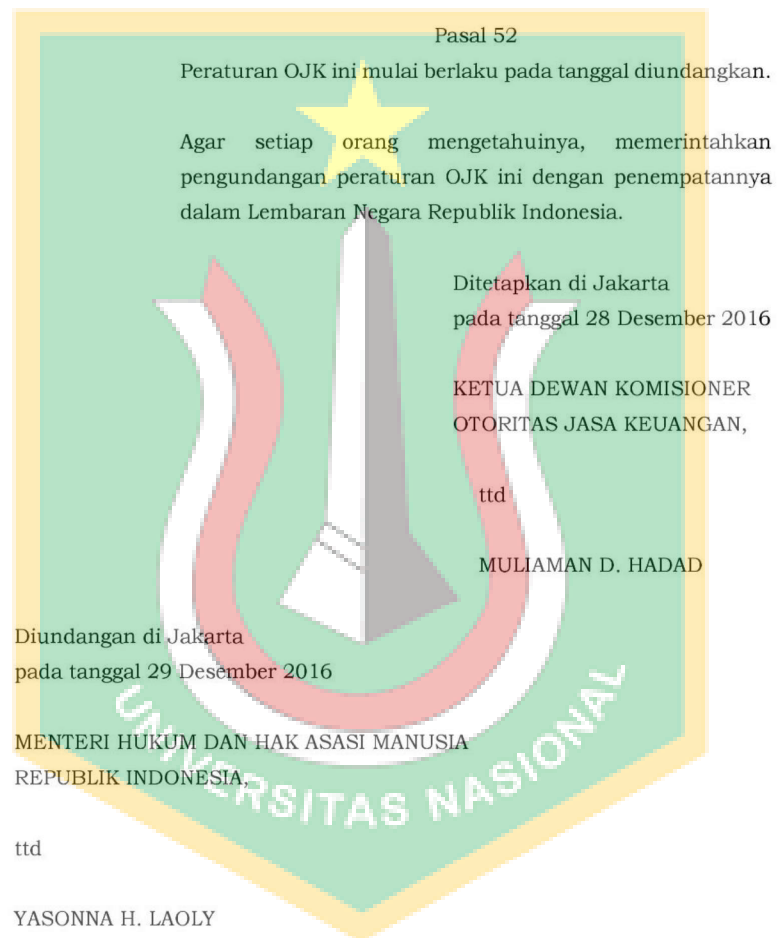 Pasal 52
Peraturan OJK ini mulai berlaku pada tanggal diundangkan.
Agar setiap orang mengetahuinya, memerintahkan
pengundangan peraturan OJK ini dengan penempatannya
dalam Lembaran Negara Republik Indonesia.
Ditetapkan di Jakarta
pada tanggal 28 Desember 2016
KETUA DEWAN KOMISIONER
OTORITAS JASA KEUANGAN,
ttd
MULIAMAN D. HADAD
Diundangan di Jakarta
pada tanggal 29 Desember 2016
MENTERI HUKUM DAN HAK ASASI MANUSIA
REPUBLIK INDONESIA,
ttd
YASONNA H. LAOLY
UNIVERSITAS NASIONAL